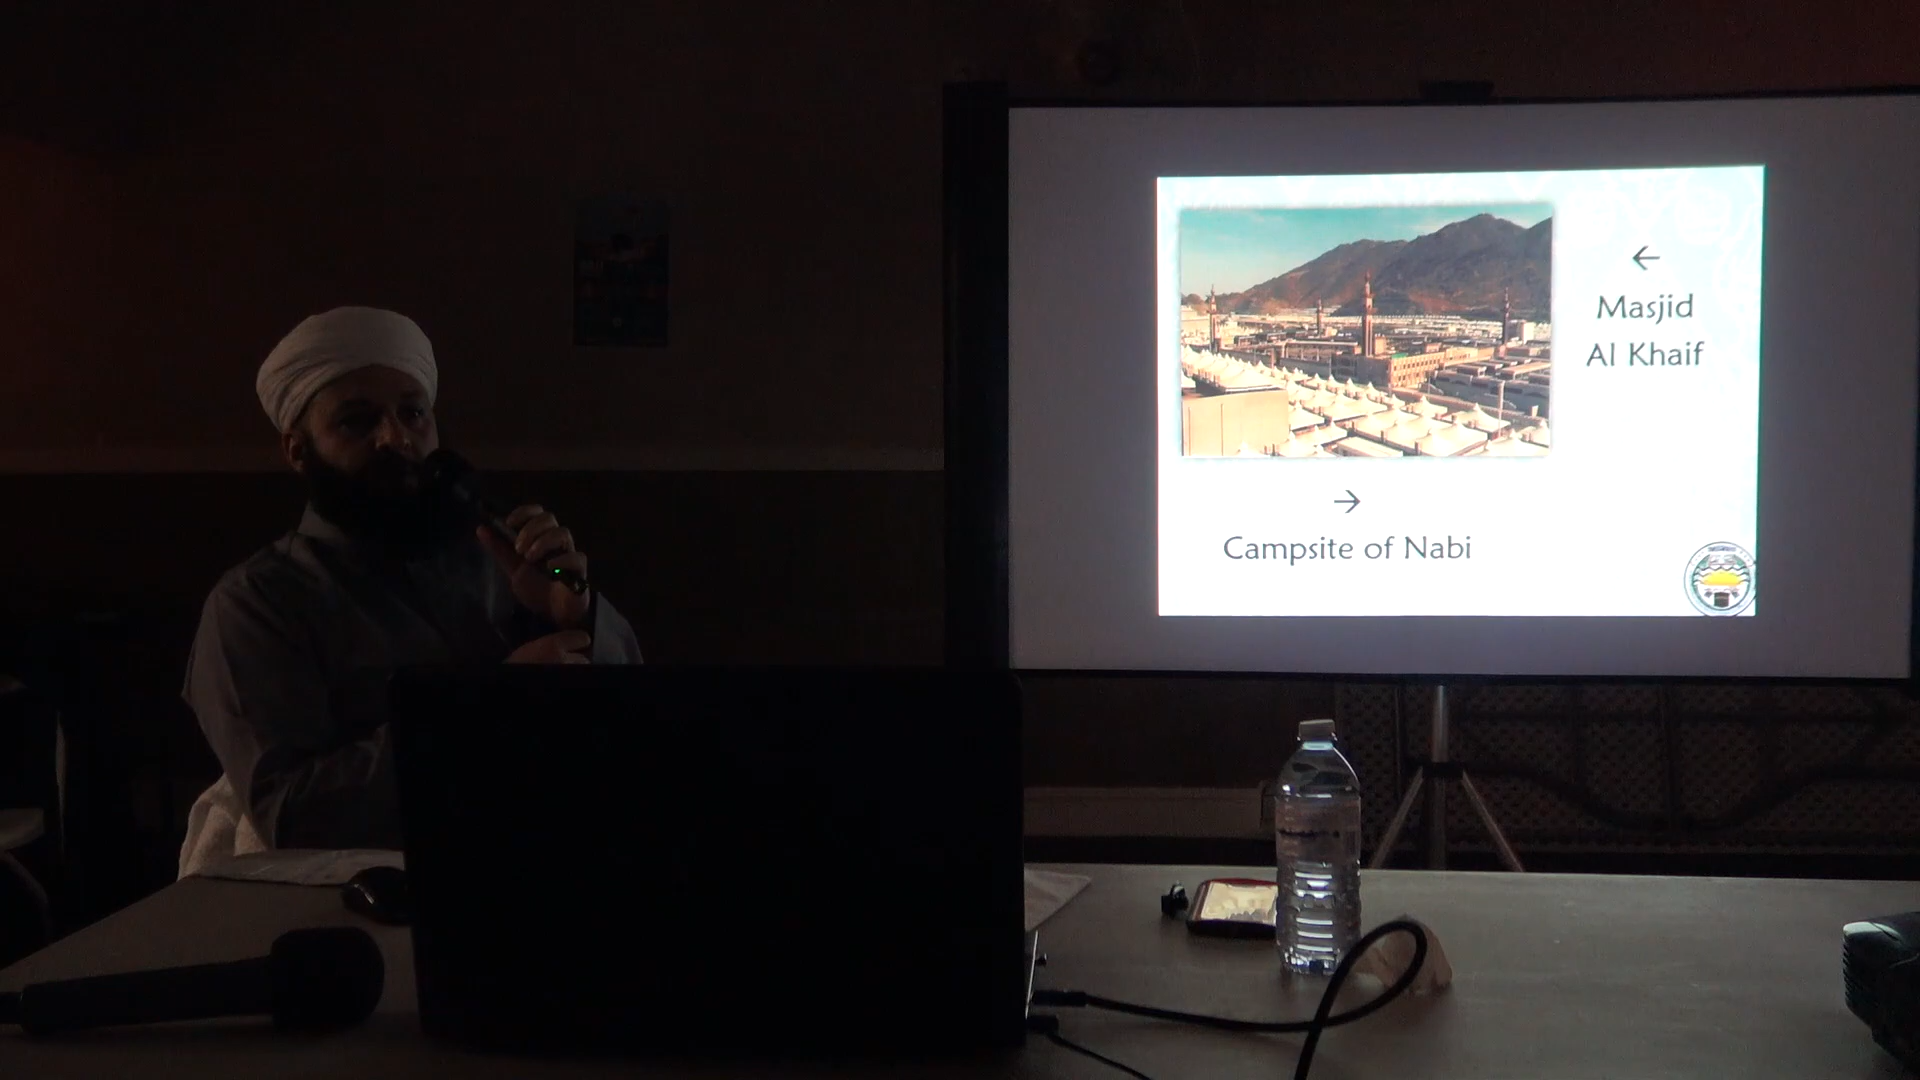 ←
Masjid
Al Khaif
→
Campsite of Nabi